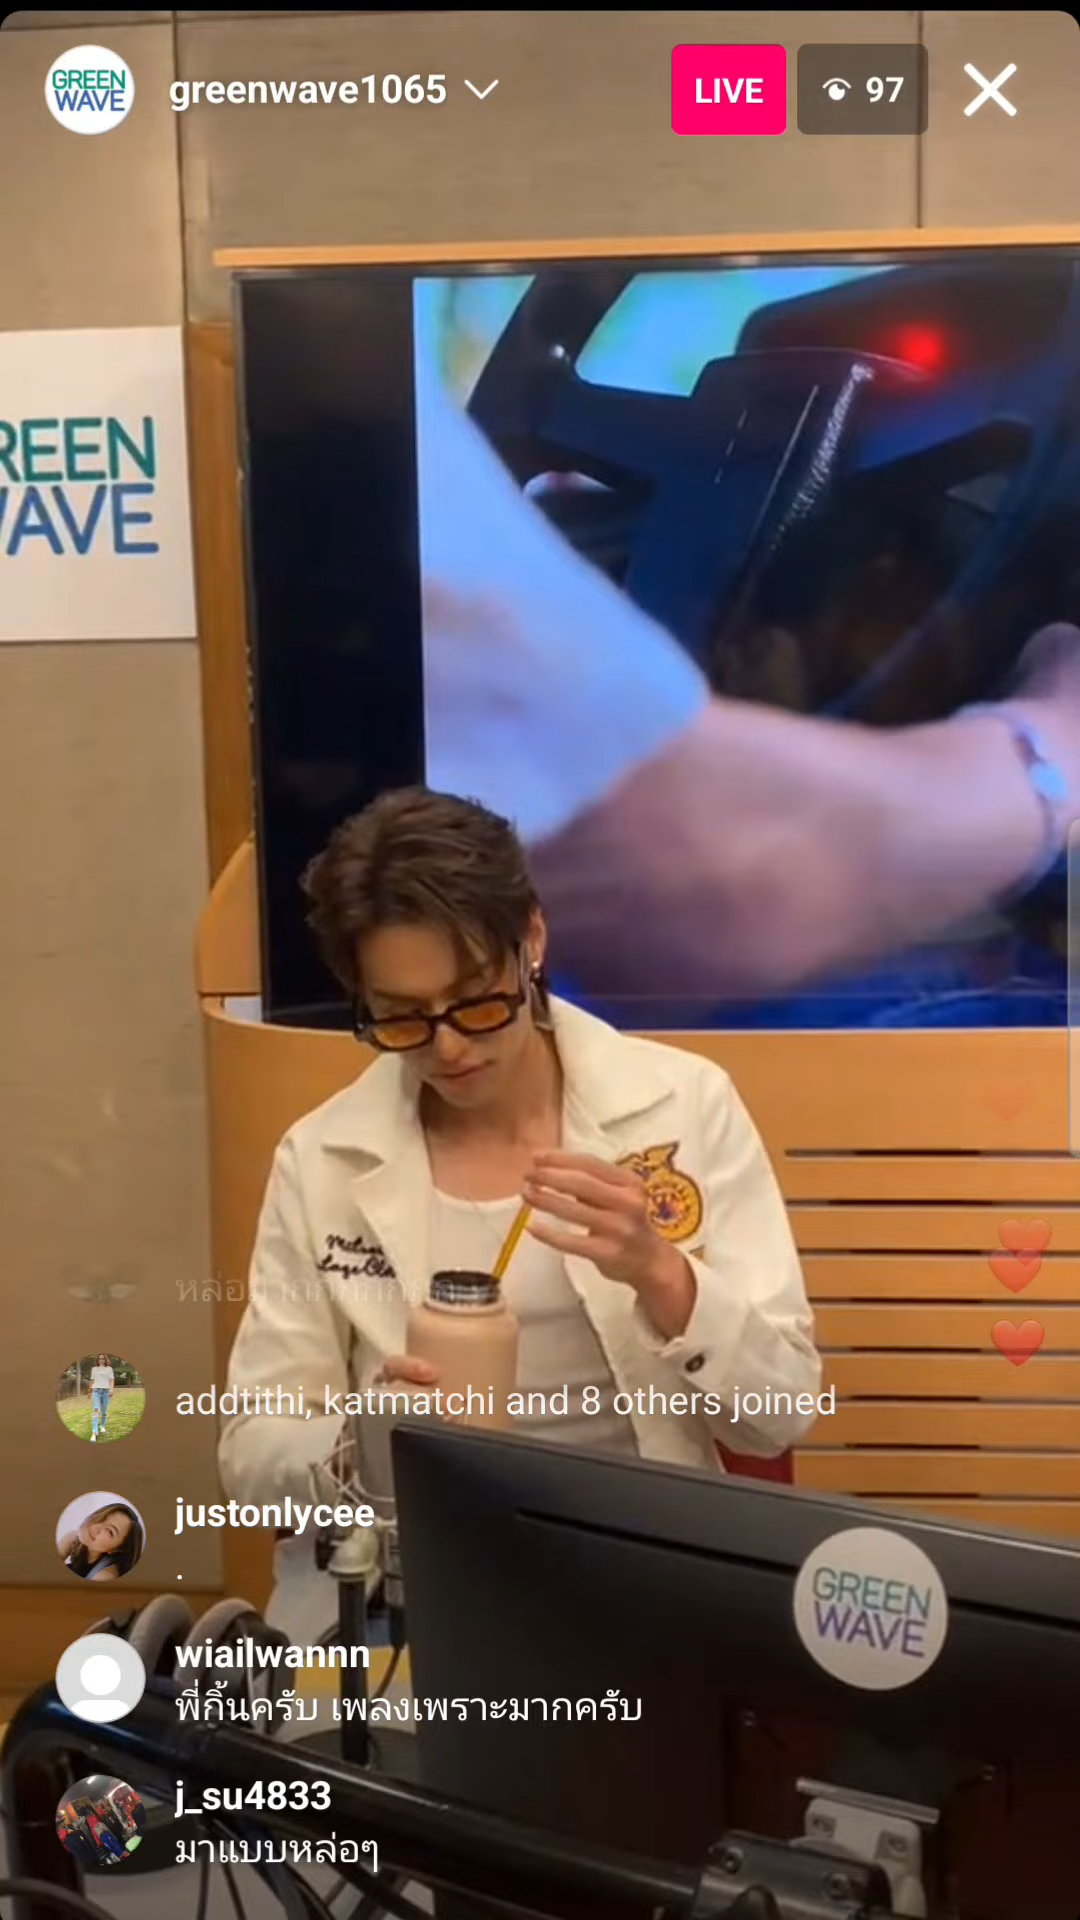 GREEN
WAVE
greenwave1065
LIVE
97
REEN
WAVE
addtithi, katmatchi and 8 others joined
justonlycee
.
wiailwannn
พี่กิ้นครับ เพลงเพราะมากครับ
j_su4833
มาแบบหล่อๆ
GREEN
WAVE